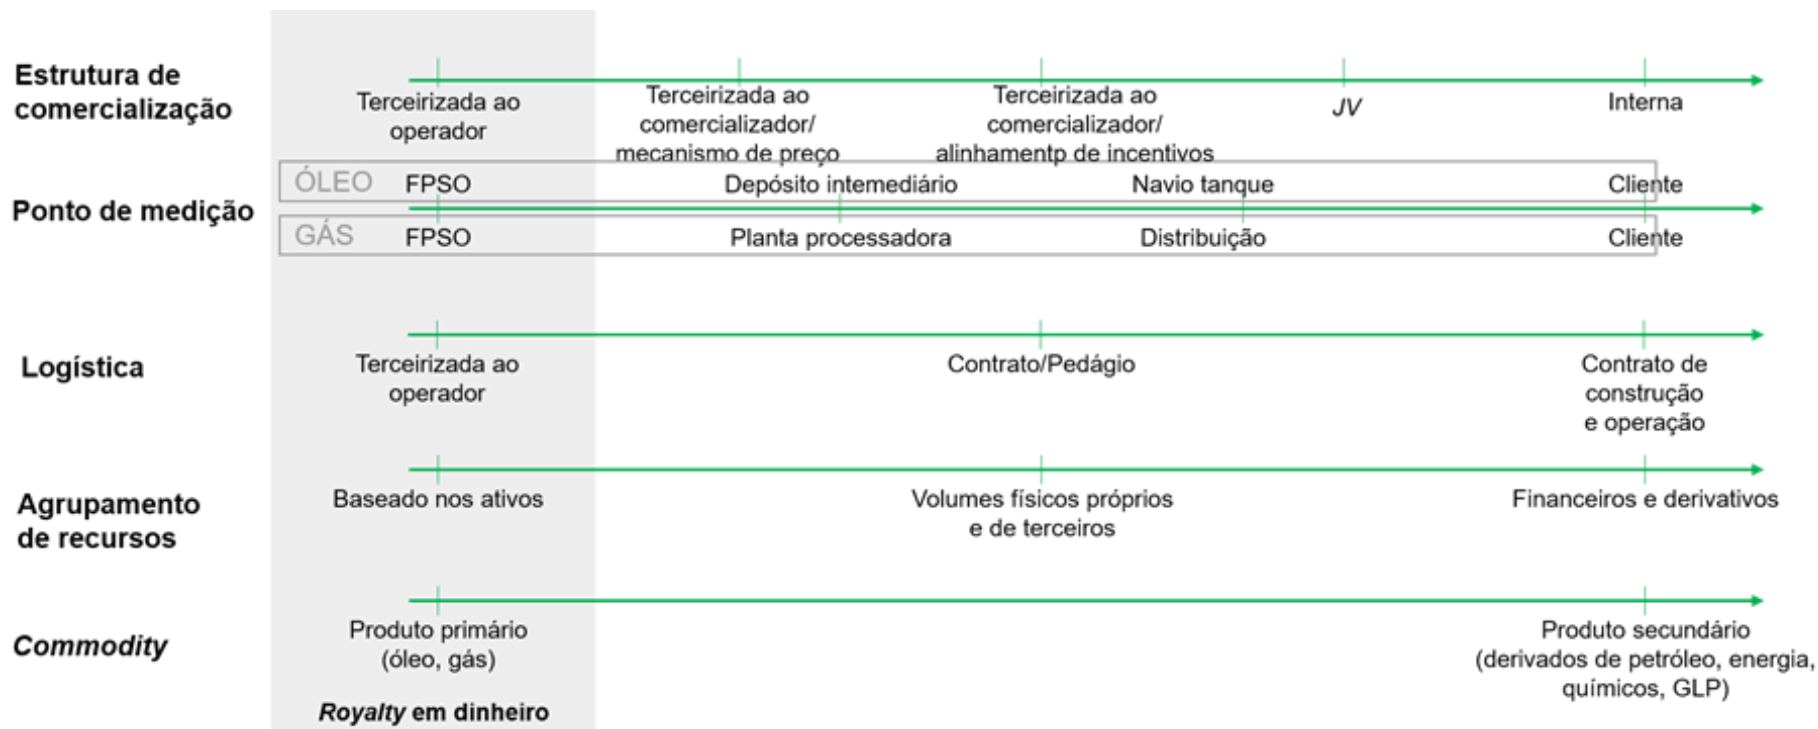 Estrutura de
comercialização
Terceirizada ao
operador
Terceirizada ao
comercializador/
mecanismo de preço
Terceirizada ao
comercializador/
alinhamentp de incentivos
JV
Interna
Ponto de medição
ÓLEO FPSO Depósito intemediário Navio tanque Cliente
GÁS FPSO Planta processadora Distribuição Cliente
Logística
Terceirizada ao
operador
Contrato/Pedágio
Contrato de
construção
e operação
Agrupamento
de recursos
Baseado nos ativos
Volumes físicos próprios
e de terceiros
Financeiros e derivativos
Commodity
Produto primário
(óleo, gás)
Produto secundário
(derivados de petróleo, energia,
químicos, GLP)
Royalty em dinheiro